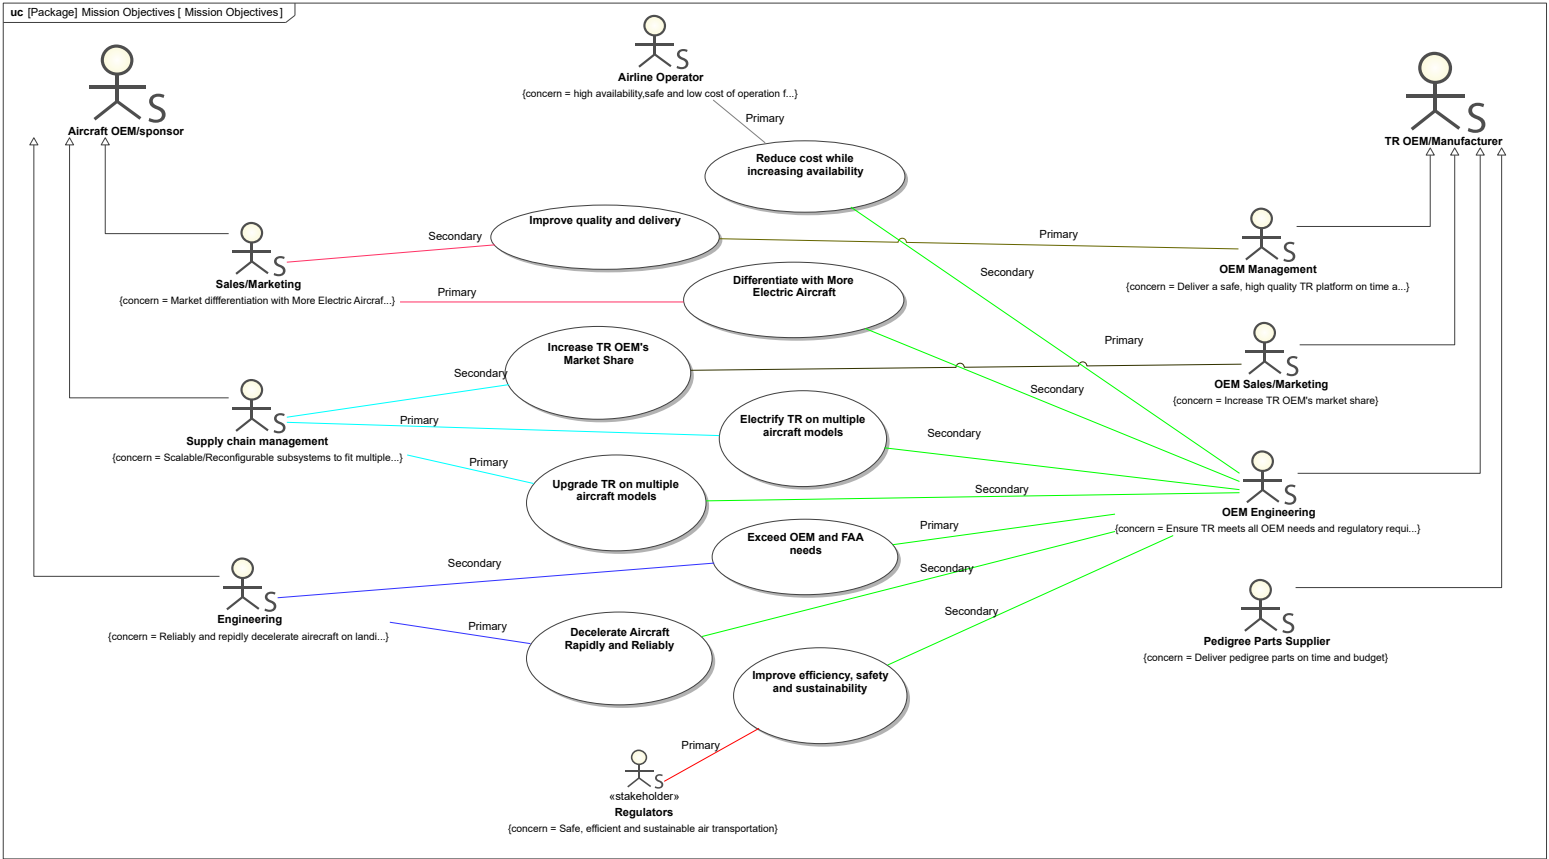 uc [Package] Mission Objectives [ Mission Objectives]
S
Airline Operator
{concern = high availability,safe and low cost of operation f...}
Primary
S
Aircraft OEM/sponsor
S
TR OEM/Manufacturer
Reduce cost while
increasing availability
Improve quality and delivery
Secondary
Primary
S
Sales/Marketing
{concern = Market diffferentiation with More Electric Aircraf...}
S
OEM Management
{concern = Deliver a safe, high quality TR platform on time a...}
Secondary
Differentiate with More
Electric Aircraft
Primary
Increase TR OEM's
Market Share
Primary
Secondary
S
OEM Sales/Marketing
{concern = Increase TR OEM's market share}
Secondary
S
Supply chain management
{concern = Scalable/Reconfigurable subsystems to fit multiple...}
Primary
Electrify TR on multiple
aircraft models
Secondary
Primary
Upgrade TR on multiple
aircraft models
Secondary
S
OEM Engineering
{concern = Ensure TR meets all OEM needs and regulatory requi...}
Exceed OEM and FAA
needs
Primary
Secondary
Secondary
S
Engineering
{concern = Reliably and repidly decelerate airecraft on landi...}
Primary
Decelerate Aircraft
Rapidly and Reliably
Secondary
S
Pedigree Parts Supplier
{concern = Deliver pedigree parts on time and budget}
Improve efficiency, safety
and sustainability
Primary
S
«stakeholder»
Regulators
{concern = Safe, efficient and sustainable air transportation}